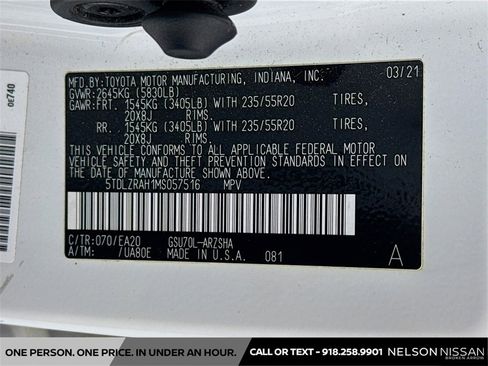 MFD.BY:TOYOTA MOTOR MANUFACTURING, INDIANA, INC. 03/21
GVWR:2645KG (5830LB)
GAWR:FRT. 1545KG (3405LB) WITH 235/55R20 TIRES,
20X8J RIMS.
RR. 1545KG (3405LB) WITH 235/55R20 TIRES,
20X8J RIMS.
THIS VEHICLE CONFORMS TO ALL APPLICABLE FEDERAL MOTOR
VEHICLE SAFETY AND THEFT PREVENTION STANDARDS IN EFFECT
ON THE DATE OF MANUFACTURE SHOWN ABOVE.
5TDLZRAH1MS057516 MPV
C/TR:070/EA20 GSU70L-ARZSHA
A/TM: /UA80E MADE IN U.S.A. 081 A
0E740
ONE PERSON. ONE PRICE. IN UNDER AN HOUR. CALL OR TEXT - 918.258.9901 NELSON NISSAN
BROKEN ARROW